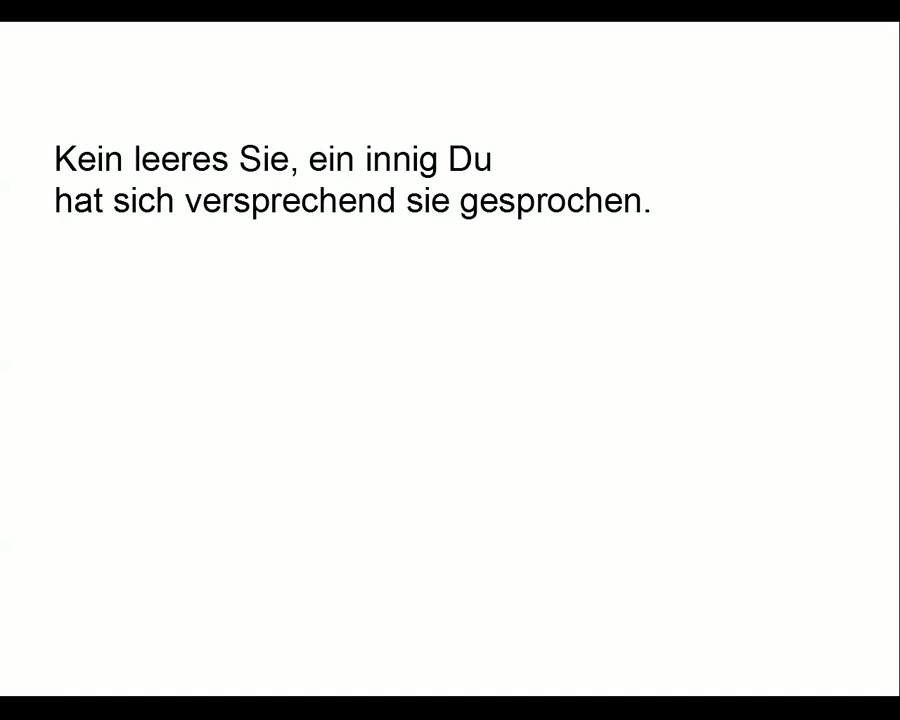 Kein leeres Sie, ein innig Du
hat sich versprechend sie gesprochen.